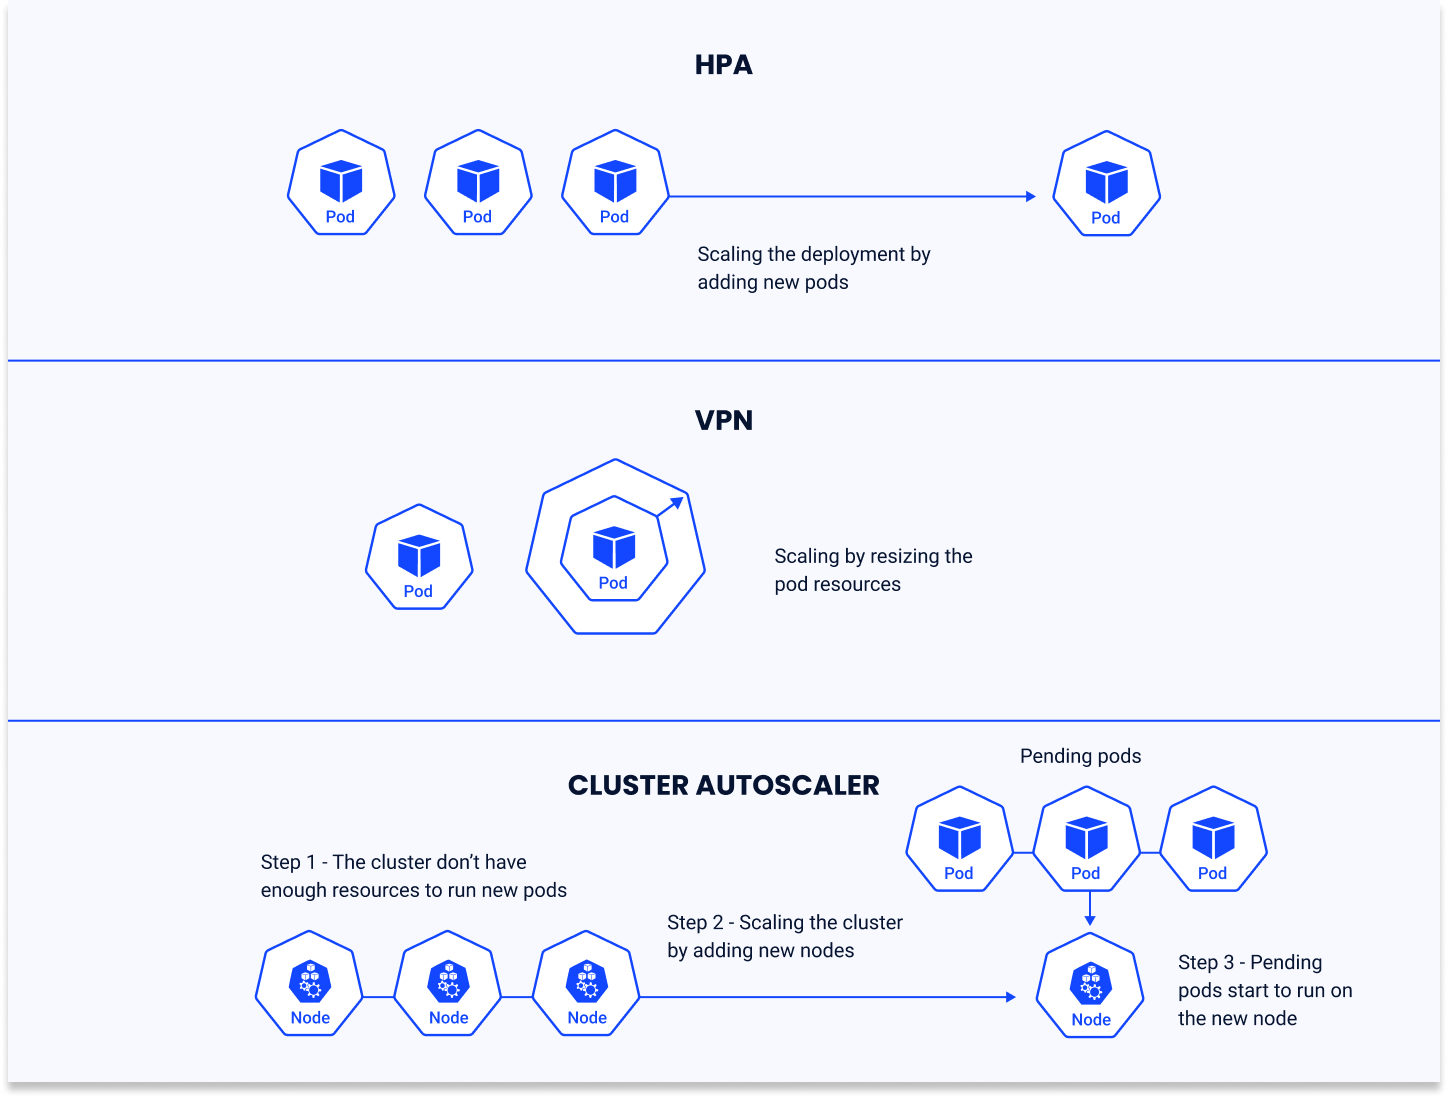 HPA
Pod
Pod
Pod
Pod
Scaling the deployment by
adding new pods
VPN
Pod
Pod
Scaling by resizing the
pod resources
CLUSTER AUTOSCALER
Pending pods
Pod
Pod
Pod
Step 1 - The cluster don’t have
enough resources to run new pods
Step 2 - Scaling the cluster
by adding new nodes
Node
Node
Node
Node
Step 3 - Pending
pods start to run on
the new node